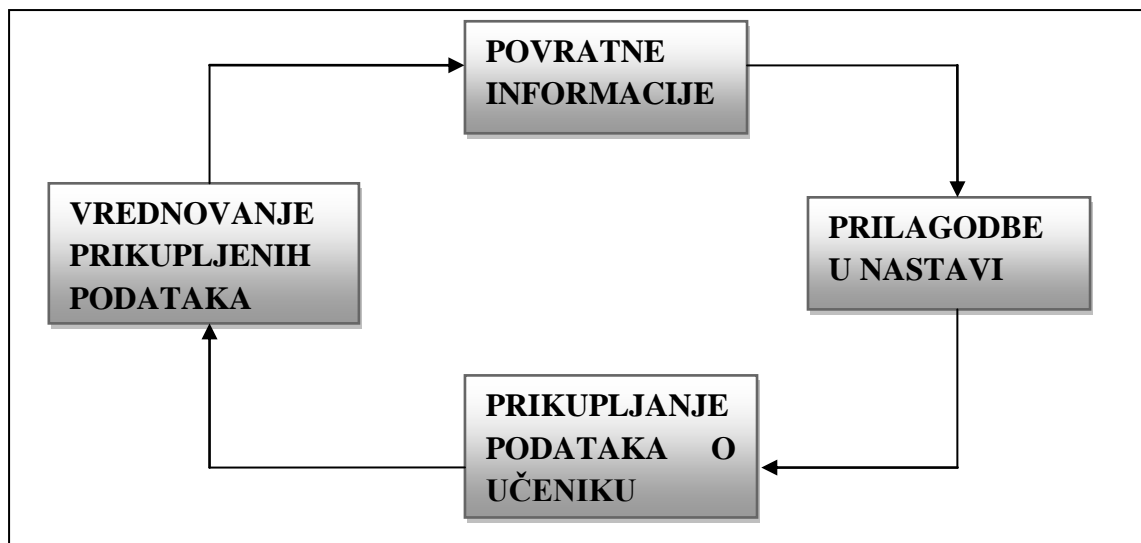 POVRATNE
INFORMACIJE
VREDNOVANJE
PRIKUPLJENIH
PODATAKA
PRILAGODBE
U NASTAVI
PRIKUPLJANJE
PODATAKA O
UČENIKU